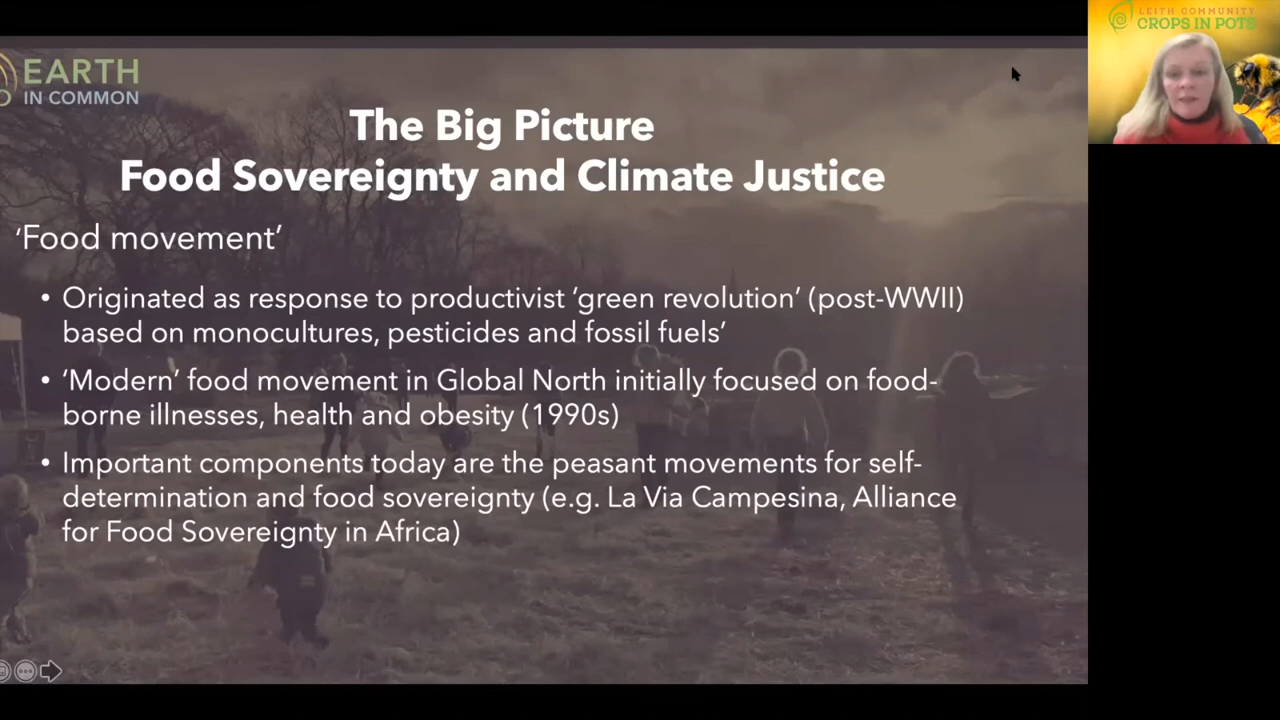 EARTH
IN COMMON
LEITH COMMUNITY
CROPS IN POTS
The Big Picture
Food Sovereignty and Climate Justice
‘Food movement’
• Originated as response to productivist ‘green revolution’ (post-WWII)
based on monocultures, pesticides and fossil fuels’
• ‘Modern’ food movement in Global North initially focused on food-
borne illnesses, health and obesity (1990s)
• Important components today are the peasant movements for self-
determination and food sovereignty (e.g. La Via Campesina, Alliance
for Food Sovereignty in Africa)